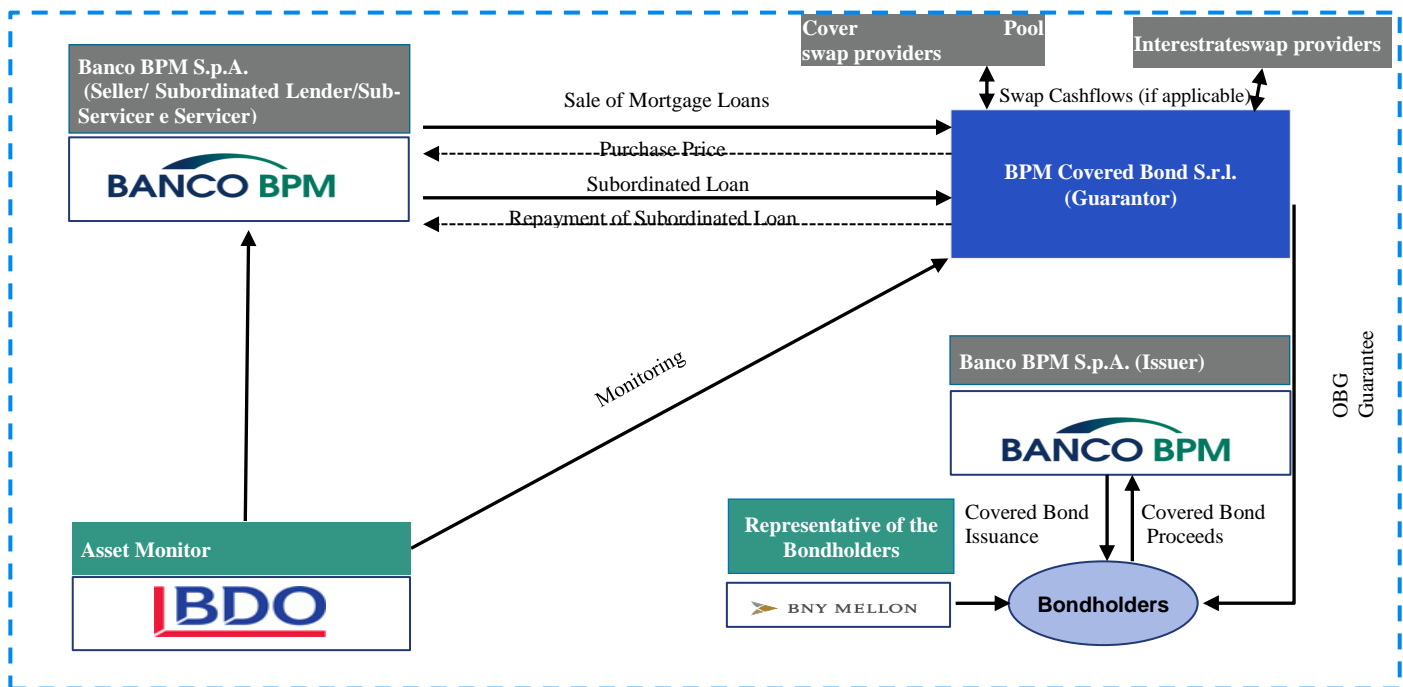 Cover Pool
swap providers
Interestrateswap providers
Banco BPM S.p.A.
(Seller/ Subordinated Lender/Sub-
Servicer e Servicer)
BANCO BPM
Sale of Mortgage Loans
Purchase Price
Subordinated Loan
Repayment of Subordinated Loan
Swap Cashflows (if applicable)
BPM Covered Bond S.r.l.
(Guarantor)
Monitoring
OBG
Guarantee
Banco BPM S.p.A. (Issuer)
BANCO BPM
Covered Bond
Issuance
Covered Bond
Proceeds
Representative of the
Bondholders
BNY MELLON
Bondholders
Asset Monitor
BDO